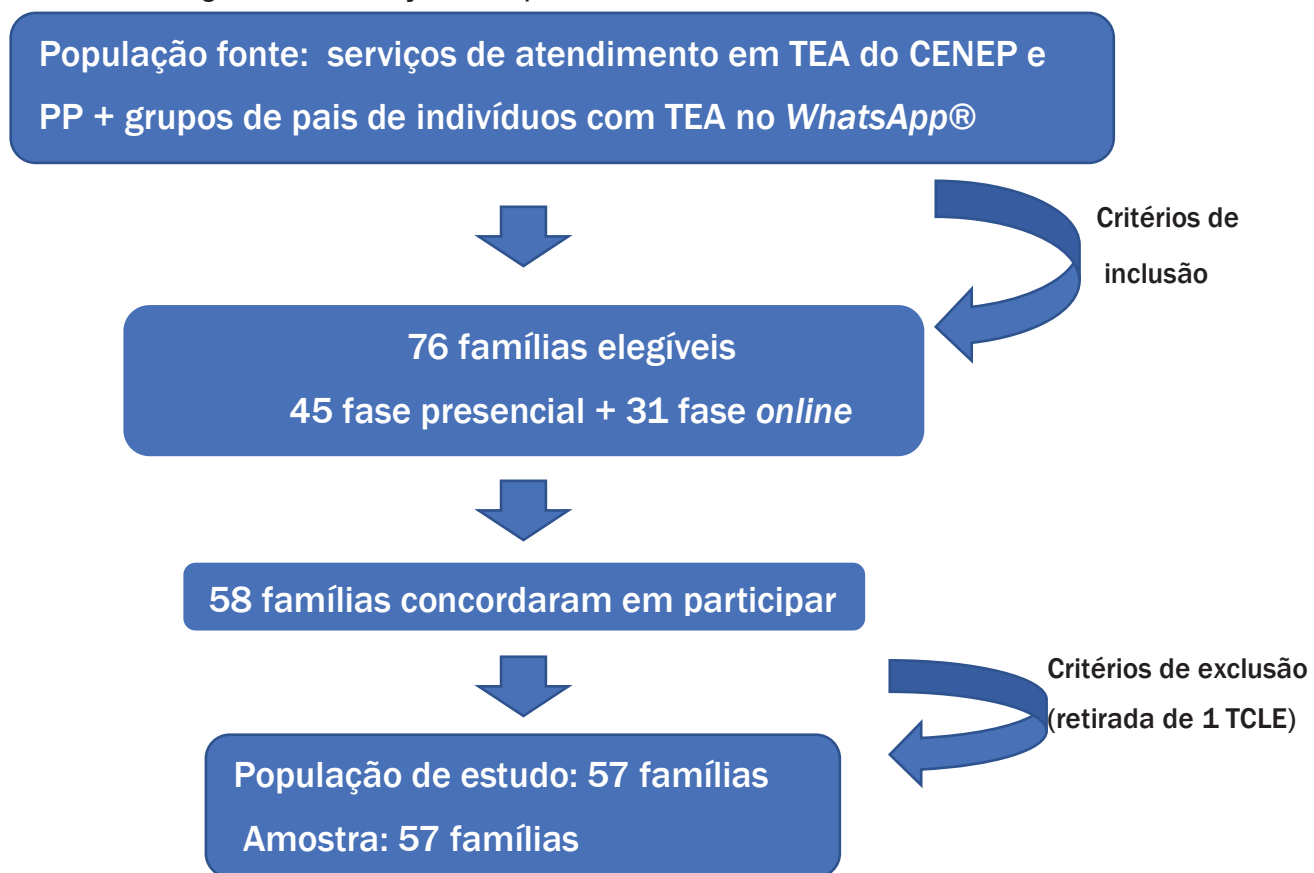 População fonte: serviços de atendimento em TEA do CENEP e
PP + grupos de pais de indivíduos com TEA no WhatsApp®
Critérios de
inclusão
76 famílias elegíveis
45 fase presencial + 31 fase online
58 famílias concordaram em participar
Critérios de exclusão
(retirada de 1 TCLE)
População de estudo: 57 famílias
Amostra: 57 famílias